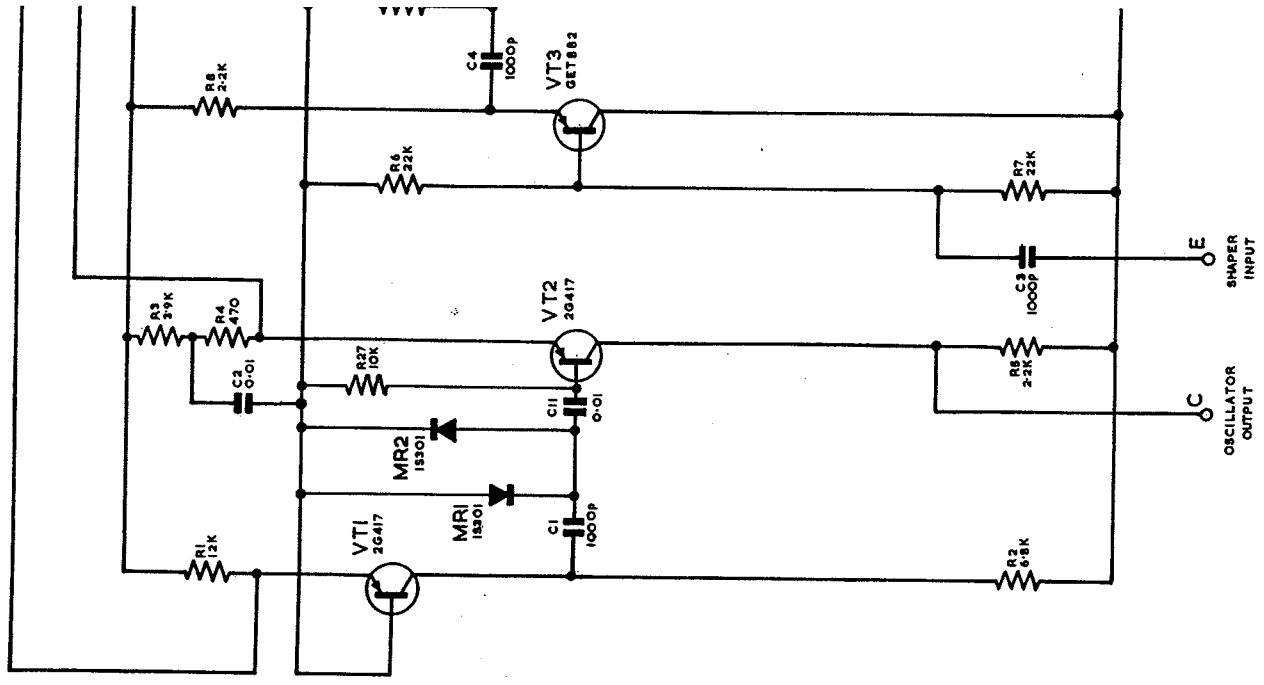 C4
1000P
VT3
GET882
R8
2·2K
R6
22K
R7
22K
C3
1000P
E
SHAPER
INPUT
R3
3·9K
R4
470
C2
0·01
R27
10K
VT2
2G417
C11
0·01
R5
2·2K
C
OSCILLATOR
OUTPUT
MR2
1S301
MR1
1S301
C1
1000P
VT1
2G417
R1
12K
R2
6·8K